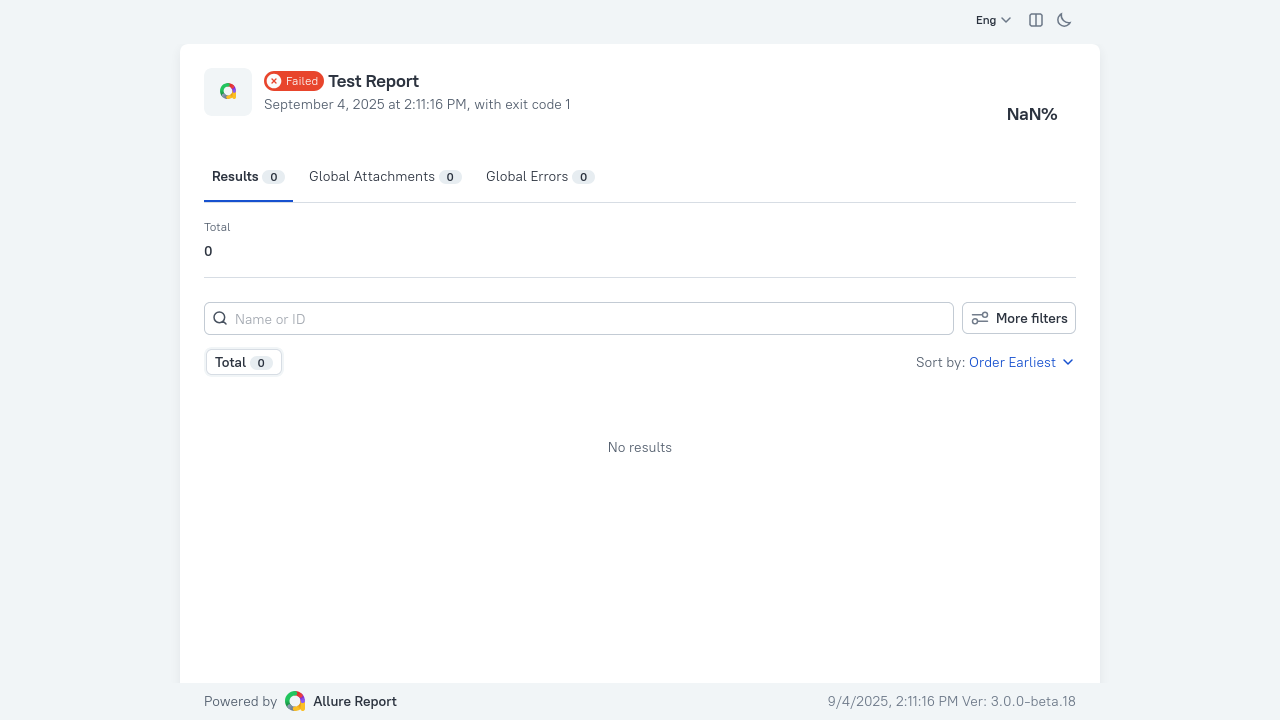 Eng
Failed Test Report
September 4, 2025 at 2:11:16 PM, with exit code 1
NaN%
Results 0 Global Attachments 0 Global Errors 0
Total
0
Name or ID More filters
Total 0 Sort by: Order Earliest
No results
Powered by Allure Report 9/4/2025, 2:11:16 PM Ver: 3.0.0-beta.18